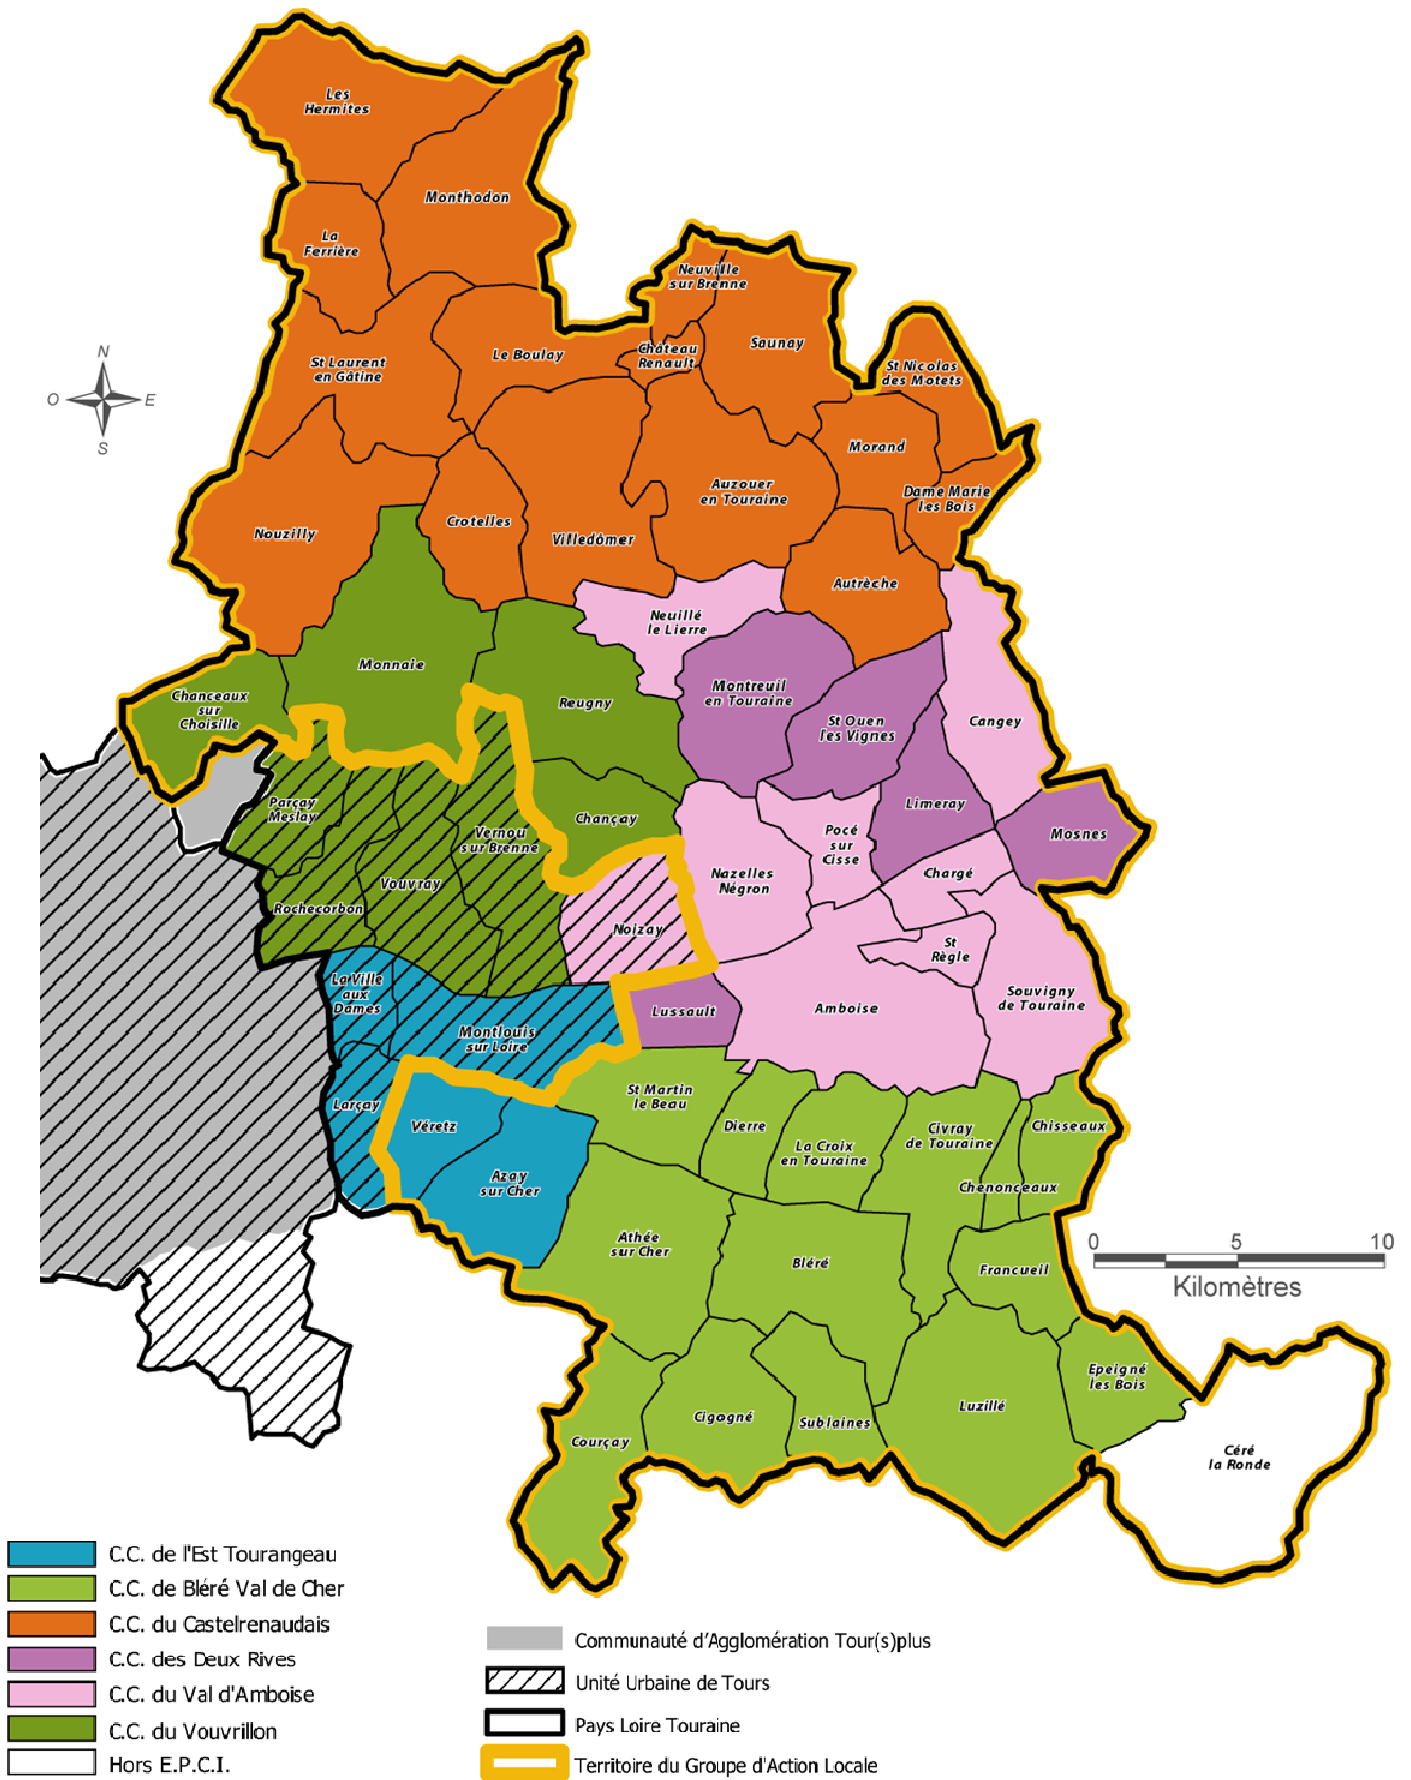 Les
Hermites
Monthodon
La
Ferrière
Neuville
sur Brenne
Saunay
Château
Renault
Le Boulay
St Laurent
en Gâtine
St Nicolas
des Motets
N
O
E
S
Morand
Auzouer
en Touraine
Dame Marie
les Bois
Nouzilly
Crotelles
Villedômer
Autrèche
Neuillé
le Lierre
Monnaie
Chanceaux
sur
Choisille
Reugny
Montreuil
en Touraine
St Ouen
les Vignes
Cangey
Parçay
Meslay
Limeray
Mosnes
Chançay
Vernou
sur Brenne
Pocé
sur
Cisse
Nazelles
Négron
Chargé
Vouvray
Rochecorbon
Noizay
St
Règle
La Ville
aux
Dames
Souvigny
de Touraine
Lussault
Amboise
Montlouis
sur Loire
St Martin
le Beau
Larçay
Véretz
Dierre
La Croix
en Touraine
Civray
de Touraine
Chisseaux
Azay
sur Cher
Chenonceaux
Athée
sur Cher
Bléré
Francueil
0
5
10
Kilomètres
Epeigné
les Bois
Cigogné
Sublaines
Luzillé
Courçay
Céré
la Ronde
C.C. de l'Est Tourangeau
C.C. de Bléré Val de Cher
C.C. du Castelrenaudais
C.C. des Deux Rives
C.C. du Val d'Amboise
C.C. du Vouvrillon
Hors E.P.C.I.
Communauté d'Agglomération Tour(s)plus
Unité Urbaine de Tours
Pays Loire Touraine
Territoire du Groupe d'Action Locale